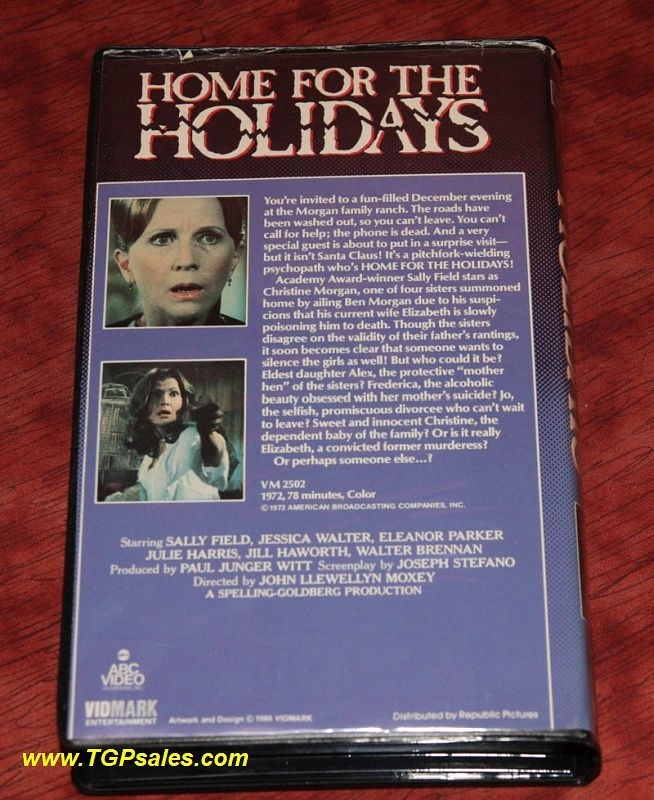 HOME FOR THE
HOLIDAYS
You're invited to a fun-filled December evening
at the Morgan family ranch. The roads have
been washed out, so you can't leave. You can't
call for help; the phone is dead. And a very
special guest is about to put in a surprise visit—
but it isn't Santa Claus! It's a pitchfork-wielding
psychopath who's HOME FOR THE HOLIDAYS!
Academy Award-winner Sally Field stars as
Christine Morgan, one of four sisters summoned
home by ailing Ben Morgan due to his suspi-
cions that his current wife Elizabeth is slowly
poisoning him to death. Though the sisters
disagree on the validity of their father's rantings,
it soon becomes clear that someone wants to
silence the girls as well! But who could it be?
Eldest daughter Alex, the protective "mother
hen" of the sisters? Frederica, the alcoholic
beauty obsessed with her mother's suicide? Jo,
the selfish, promiscuous divorcee who can't wait
to leave? Sweet and innocent Christine, the
dependent baby of the family? Or is it really
Elizabeth, a convicted former murderess?
Or perhaps someone else...?
VM 2502
1972, 78 minutes, Color
© 1972 AMERICAN BROADCASTING COMPANIES, INC.
Starring SALLY FIELD, JESSICA WALTER, ELEANOR PARKER
JULIE HARRIS, JILL HAWORTH, WALTER BRENNAN
Produced by PAUL JUNGER WITT Screenplay by JOSEPH STEFANO
Directed by JOHN LLEWELLYN MOXEY
A SPELLING-GOLDBERG PRODUCTION
abc
ABC
VIDEO
VIDMARK
ENTERTAINMENT
Artwork and Design © 1986 VIDMARK
Distributed by Republic Pictures
www.TGPsales.com